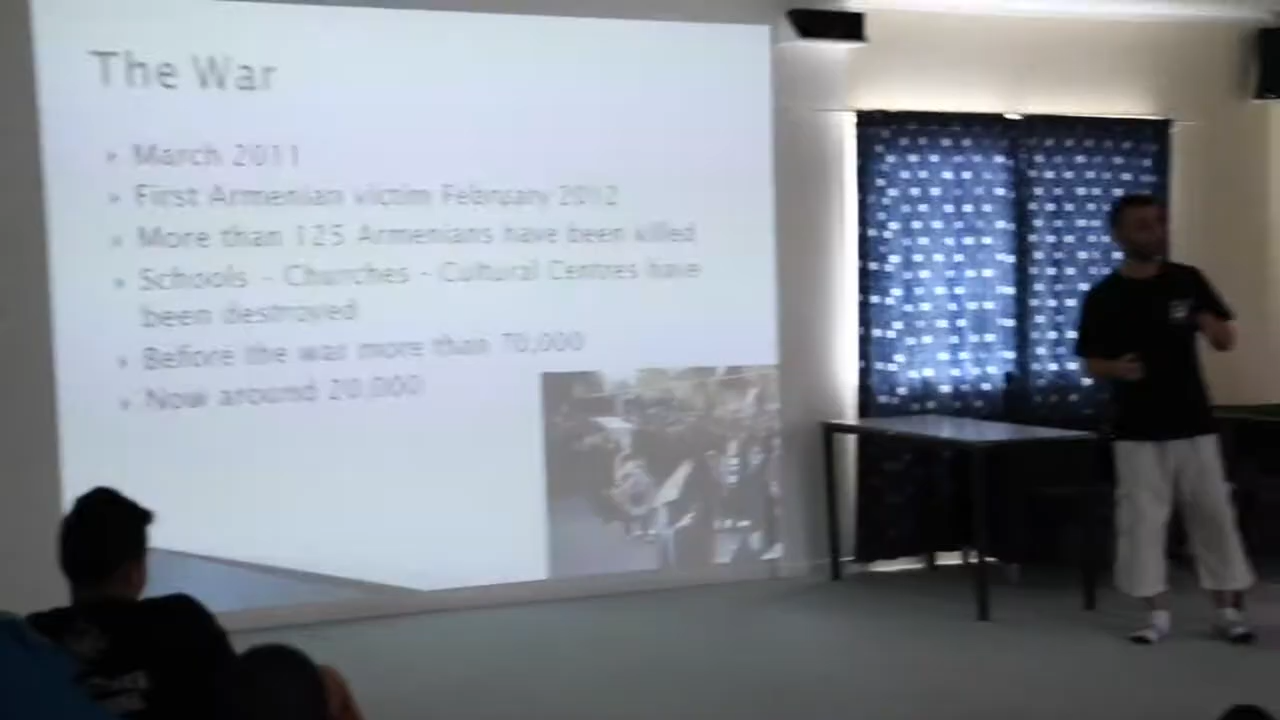 The War
» March 2011
» First Armenian victim February 2012
» More than 125 Armenians have been killed
» Schools - Churches - Cultural Centres have
been destroyed
» Before the war more than 70,000
» Now around 20,000